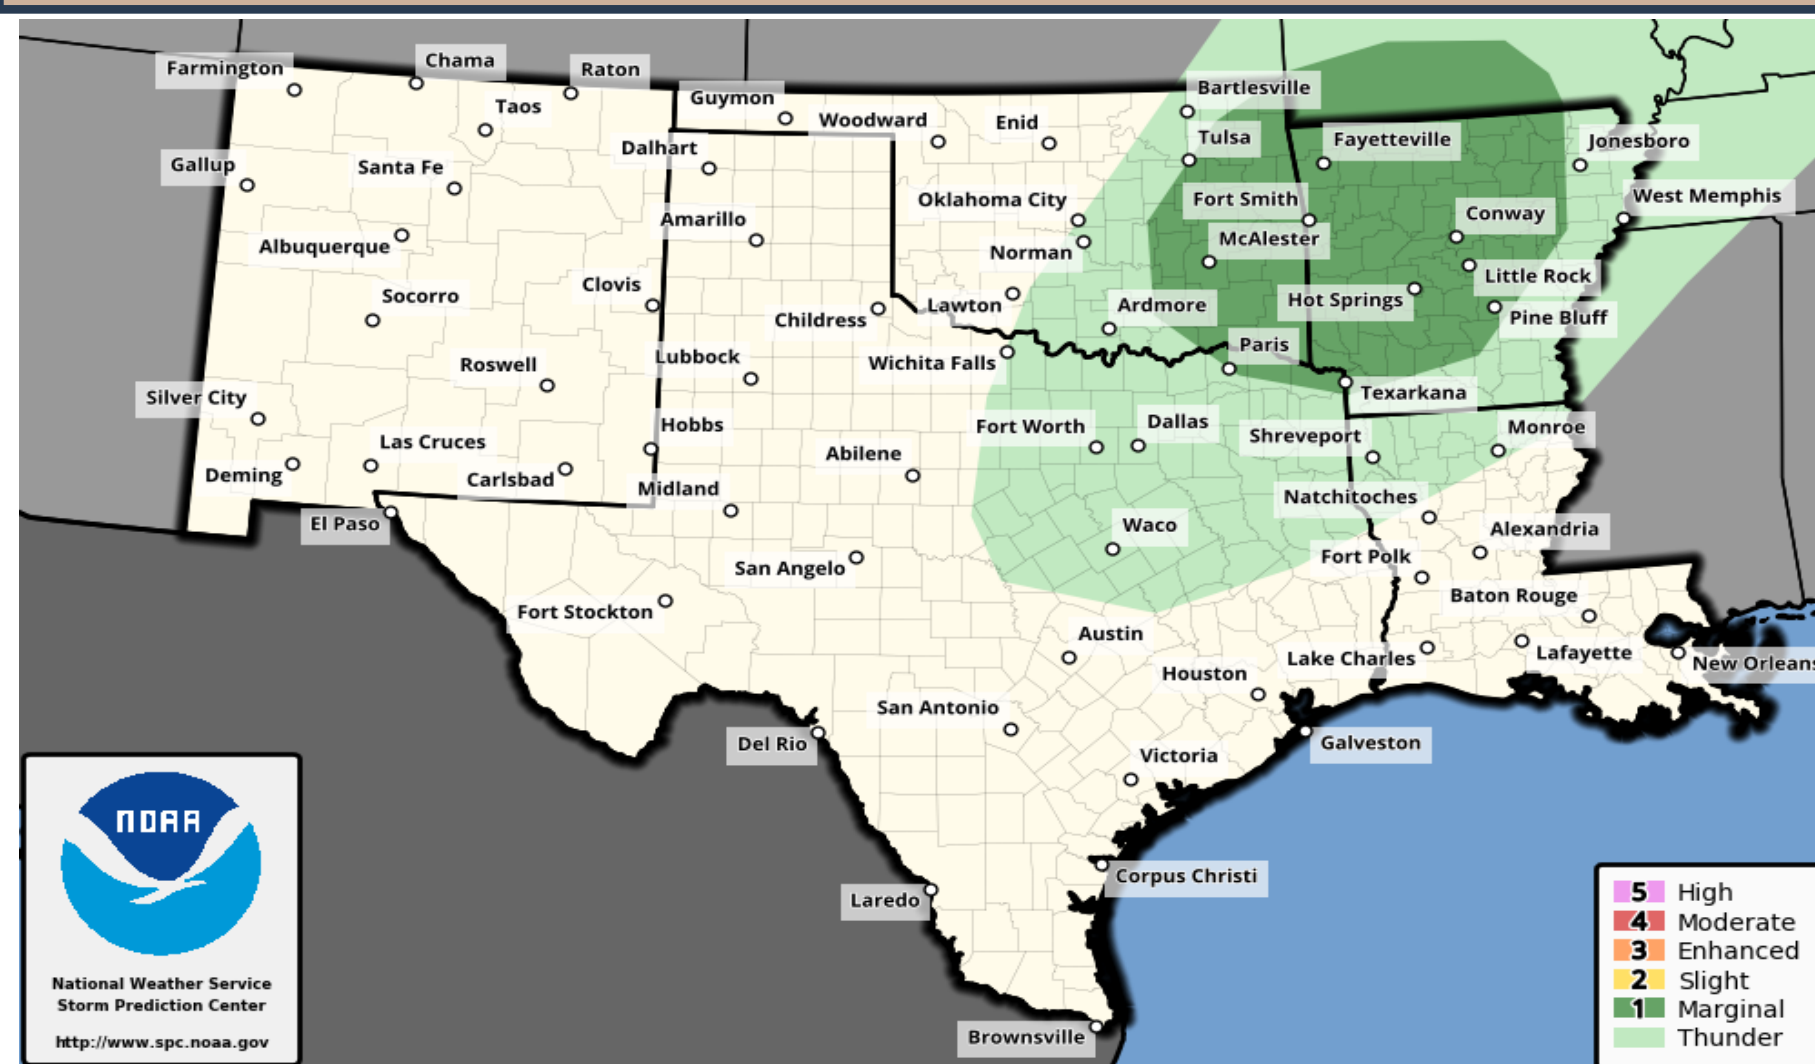 Farmington
Chama
Raton
Taos
Guymon
Woodward
Enid
Bartlesville
Tulsa
Fayetteville
Jonesboro
Gallup
Santa Fe
Dalhart
Oklahoma City
Fort Smith
Conway
West Memphis
Albuquerque
Amarillo
Norman
McAlester
Little Rock
Socorro
Clovis
Childress
Lawton
Ardmore
Hot Springs
Pine Bluff
Roswell
Lubbock
Wichita Falls
Paris
Texarkana
Silver City
Las Cruces
Hobbs
Fort Worth
Dallas
Shreveport
Monroe
Deming
Carlsbad
Midland
Abilene
Natchitoches
El Paso
San Angelo
Waco
Alexandria
Fort Polk
Fort Stockton
Austin
Baton Rouge
Houston
Lake Charles
Lafayette
New Orleans
Del Rio
San Antonio
Galveston
Victoria
Corpus Christi
Laredo
Brownsville
NOAA
National Weather Service
Storm Prediction Center
http://www.spc.noaa.gov
5 High
4 Moderate
3 Enhanced
2 Slight
1 Marginal
Thunder